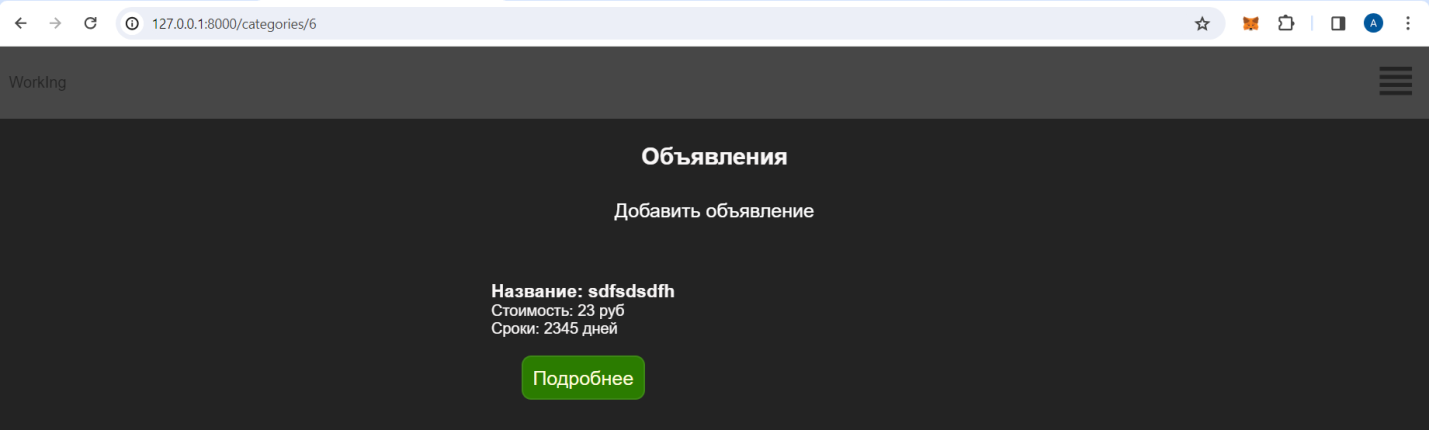 127.0.0.1:8000/categories/6
A
WorkIng
Объявления
Добавить объявление
Название: sdfsdsdfh
Стоимость: 23 руб
Сроки: 2345 дней
Подробнее